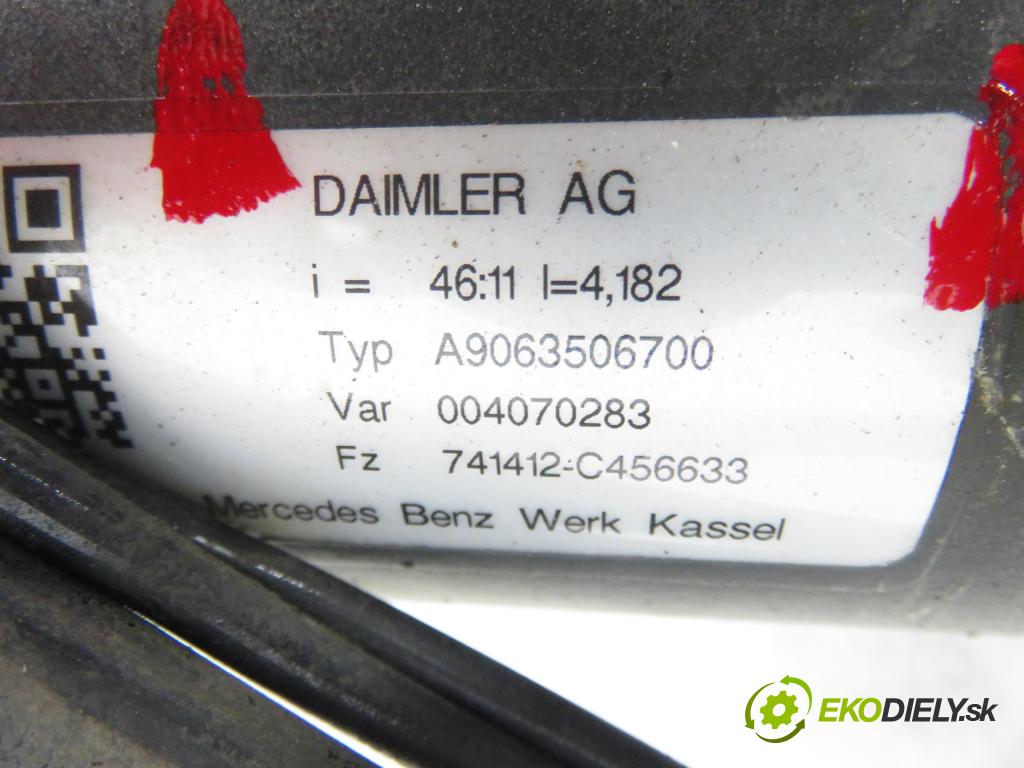 DAIMLER AG
i = 46:11 I=4,182
Typ A9063506700
Var 004070283
Fz 741412-C456633
Mercedes Benz Werk Kassel
EKODIELY.sk